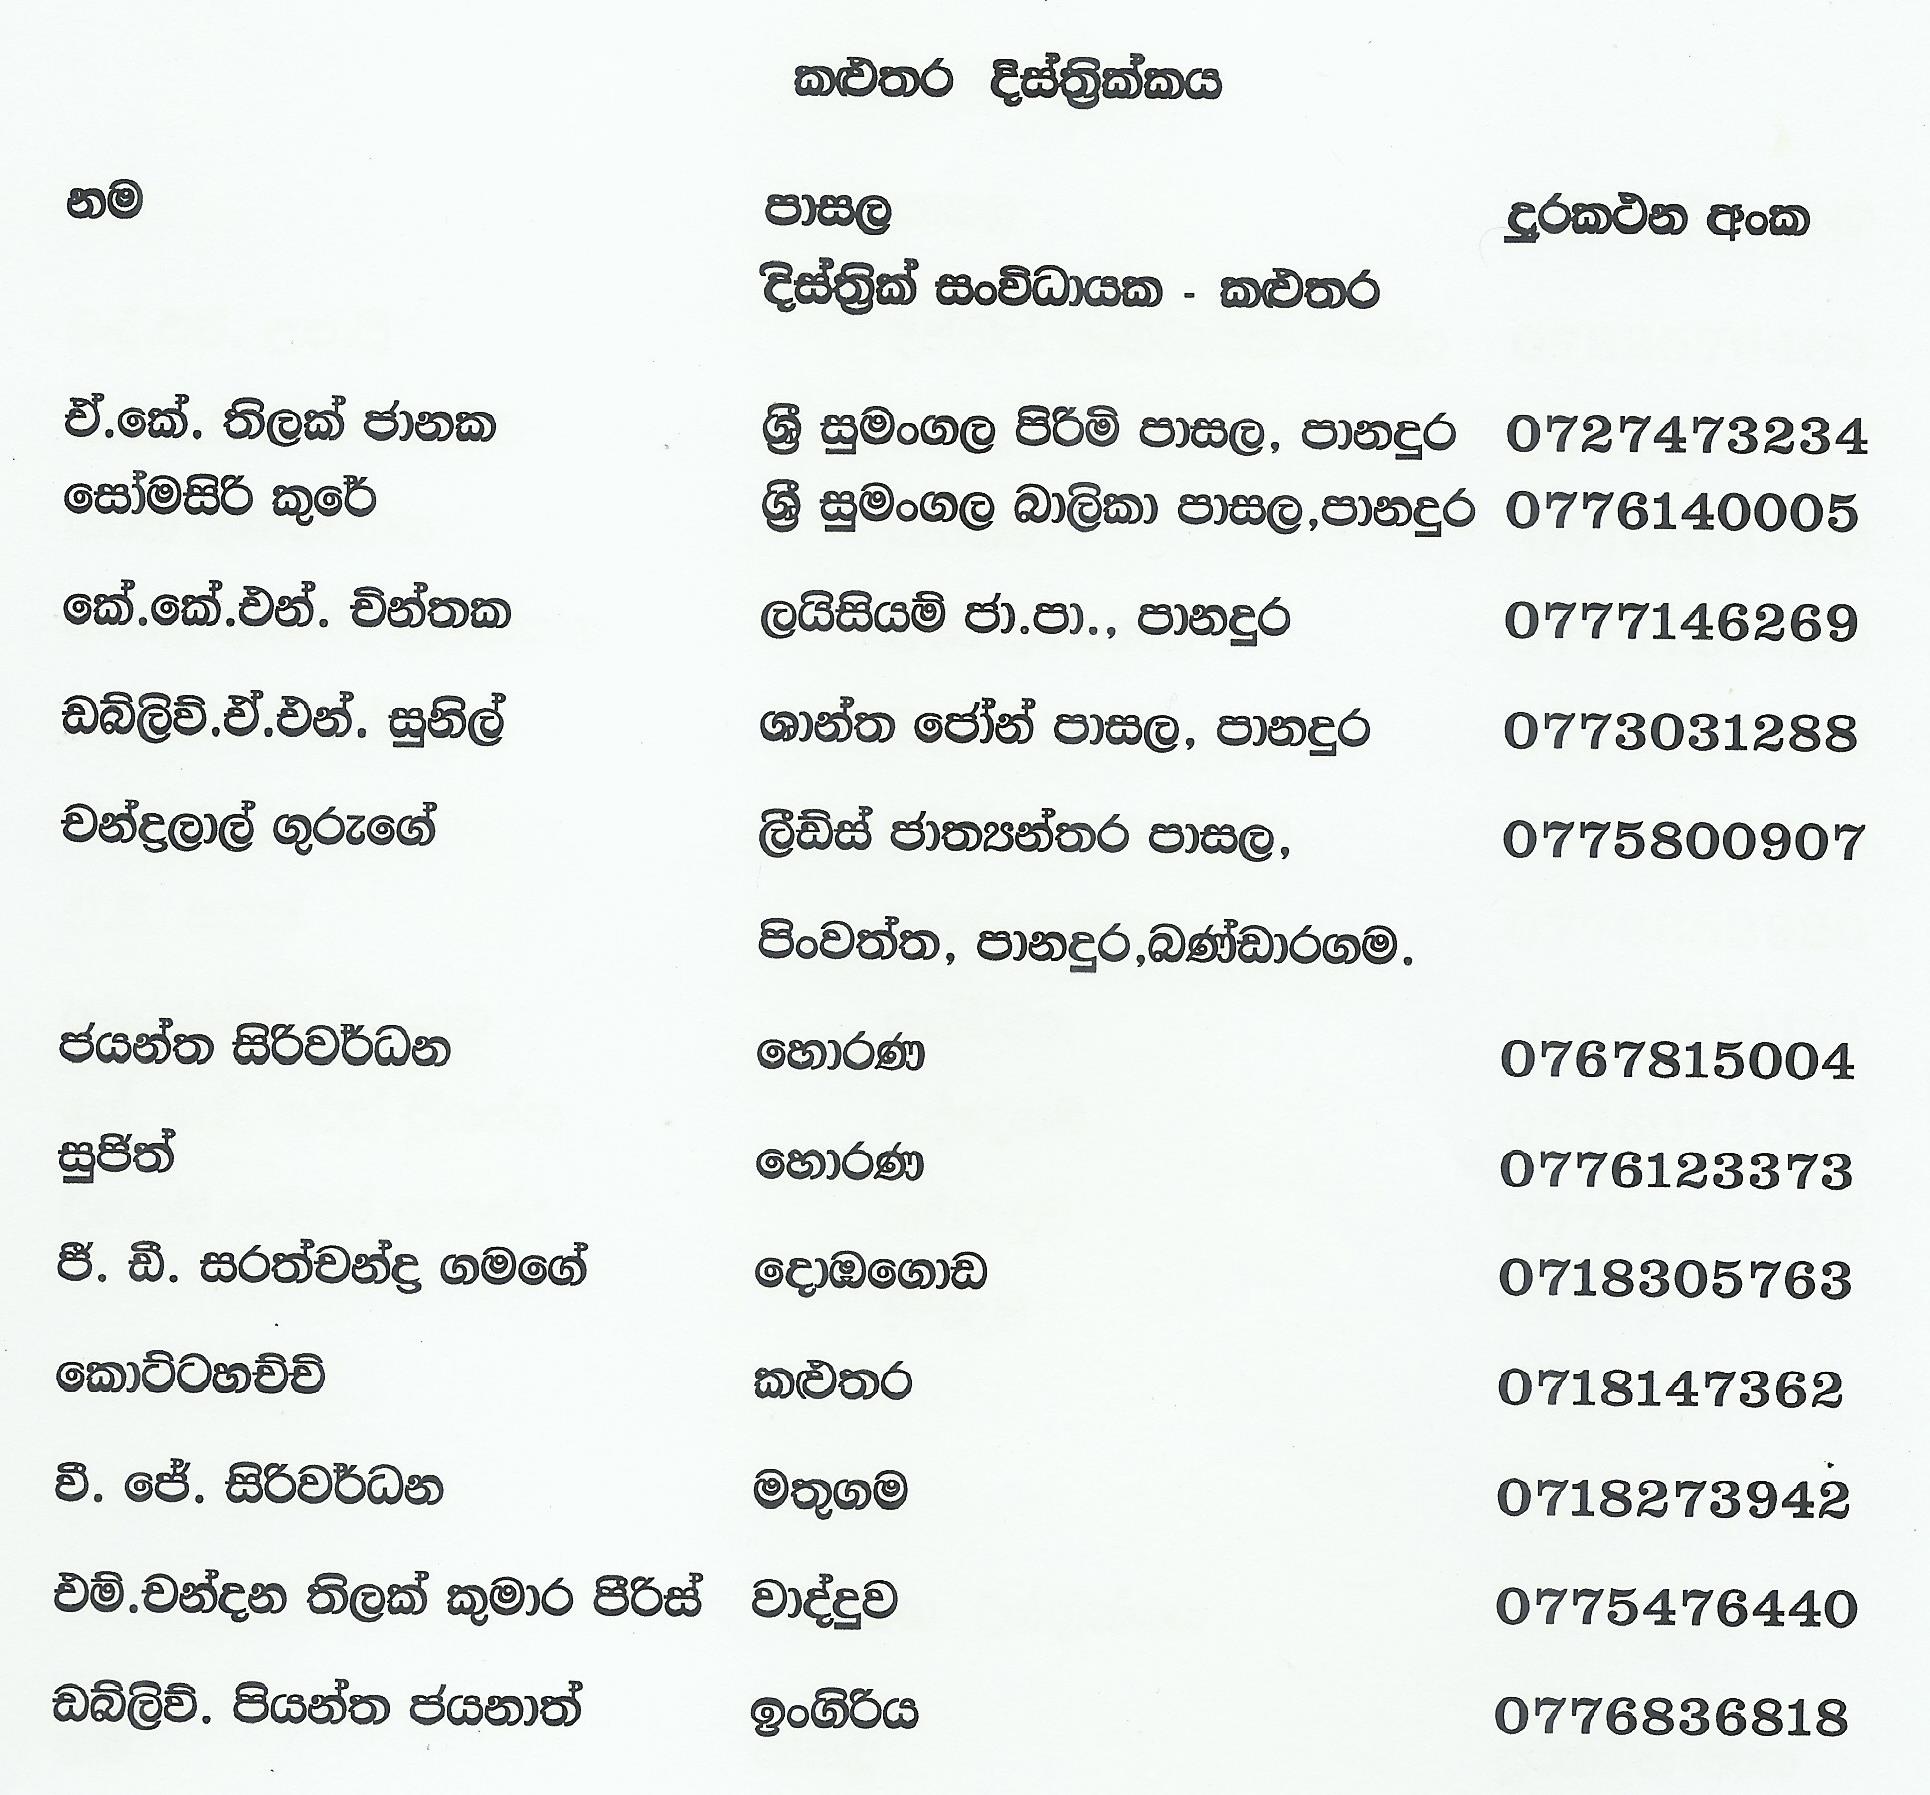 කළුතර දිස්ත්‍රික්කය
නම පාසල දුරකථන අංක
දිස්ත්‍රික් සංවිධායක - කළුතර
ඒ.කේ. තිලක් ජානක ශ්‍රී සුමංගල පිරිමි පාසල, පානදුර 0727473234
සෝමසිරි කුරේ ශ්‍රී සුමංගල බාලිකා පාසල,පානදුර 0776140005
කේ.කේ.එන්. චින්තක ලයිසියම් ජා.පා., පානදුර 0777146269
ඩබ්ලිව්.ඒ.එන්. සුනිල් ශාන්ත ජෝන් පාසල, පානදුර 0773031288
චන්ද්‍රලාල් ගුරුගේ ලීඩ්ස් ජාත්‍යන්තර පාසල, 0775800907
පිංවත්ත, පානදුර,බණ්ඩාරගම.
ජයන්ත සිරිවර්ධන හොරණ 0767815004
සුජිත් හොරණ 0776123373
ජී. ඩී. සරත්චන්ද්‍ර ගමගේ දොඹගොඩ 0718305763
කොට්ටහච්චි කළුතර 0718147362
වී. ජේ. සිරිවර්ධන මතුගම 0718273942
එම්.චන්දන තිලක් කුමාර පීරිස් වාද්දුව 0775476440
ඩබ්ලිව්. පියන්ත ජයනාත් ඉංගිරිය 0776836818